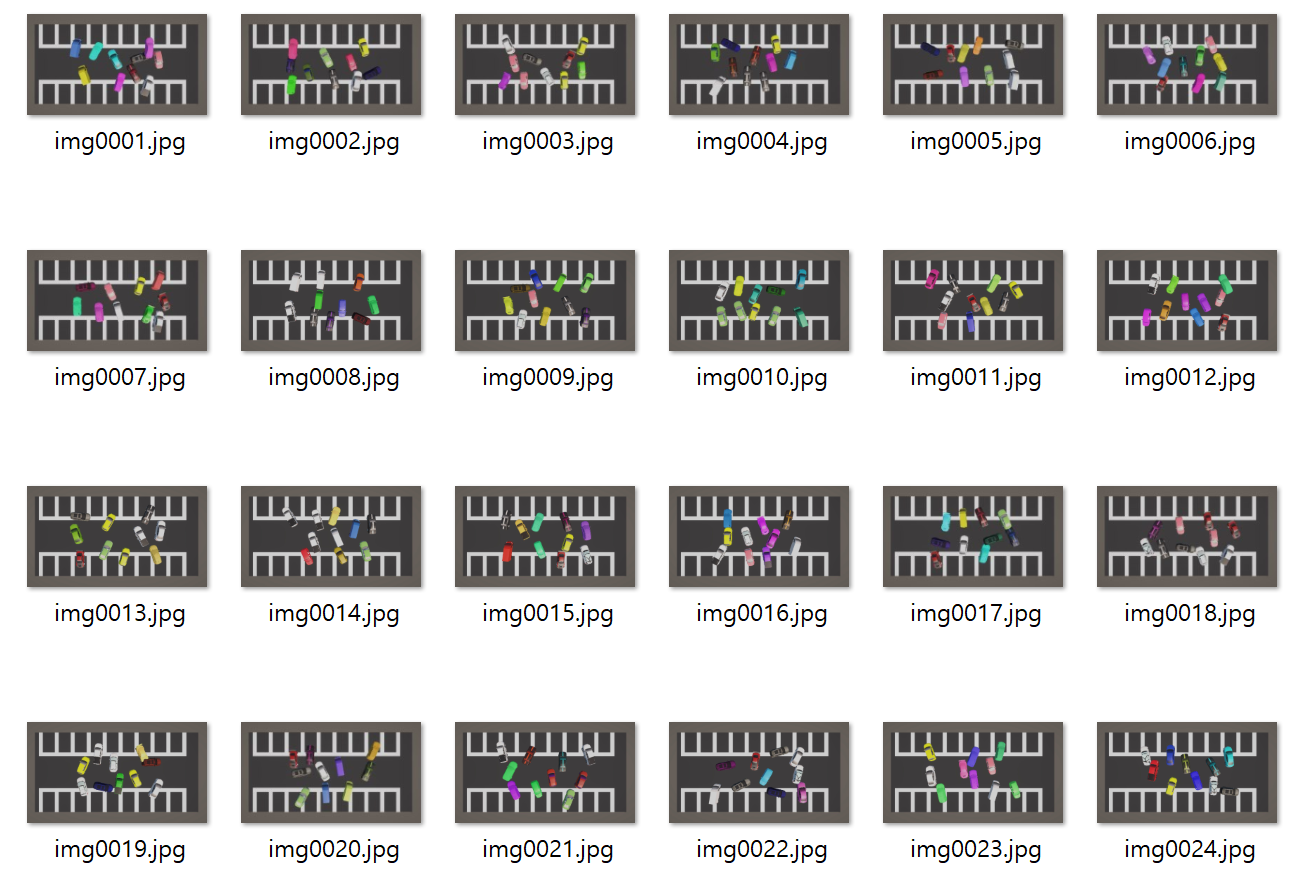 img0001.jpg img0002.jpg img0003.jpg img0004.jpg img0005.jpg img0006.jpg
img0007.jpg img0008.jpg img0009.jpg img0010.jpg img0011.jpg img0012.jpg
img0013.jpg img0014.jpg img0015.jpg img0016.jpg img0017.jpg img0018.jpg
img0019.jpg img0020.jpg img0021.jpg img0022.jpg img0023.jpg img0024.jpg